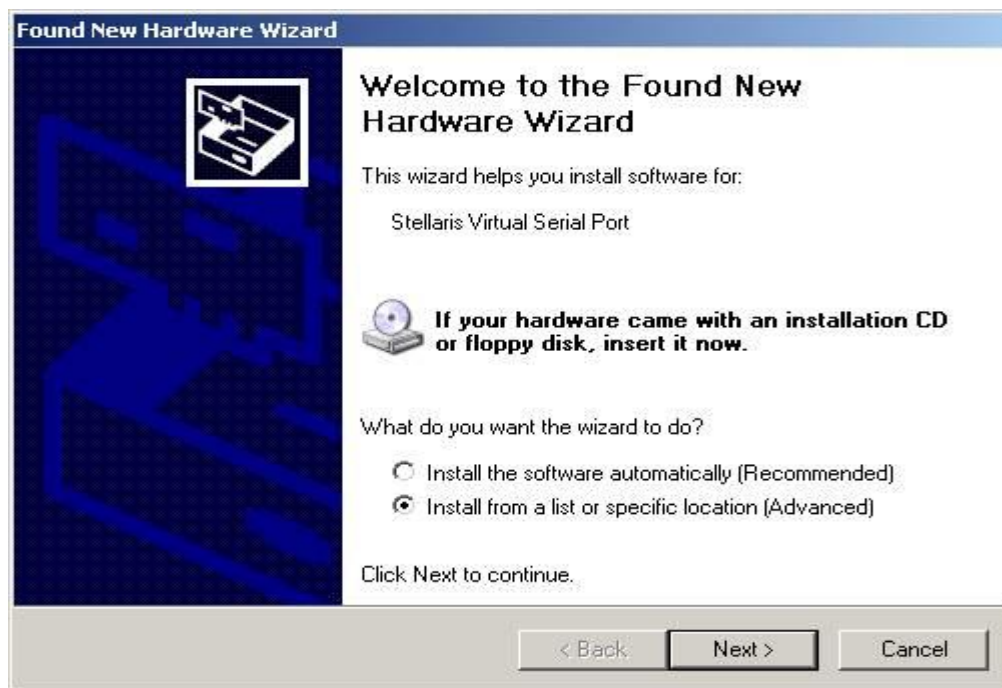 Found New Hardware Wizard
Welcome to the Found New
Hardware Wizard
This wizard helps you install software for:
Stellaris Virtual Serial Port
If your hardware came with an installation CD
or floppy disk, insert it now.
What do you want the wizard to do?
Install the software automatically (Recommended)
Install from a list or specific location (Advanced)
Click Next to continue.
< Back Next > Cancel